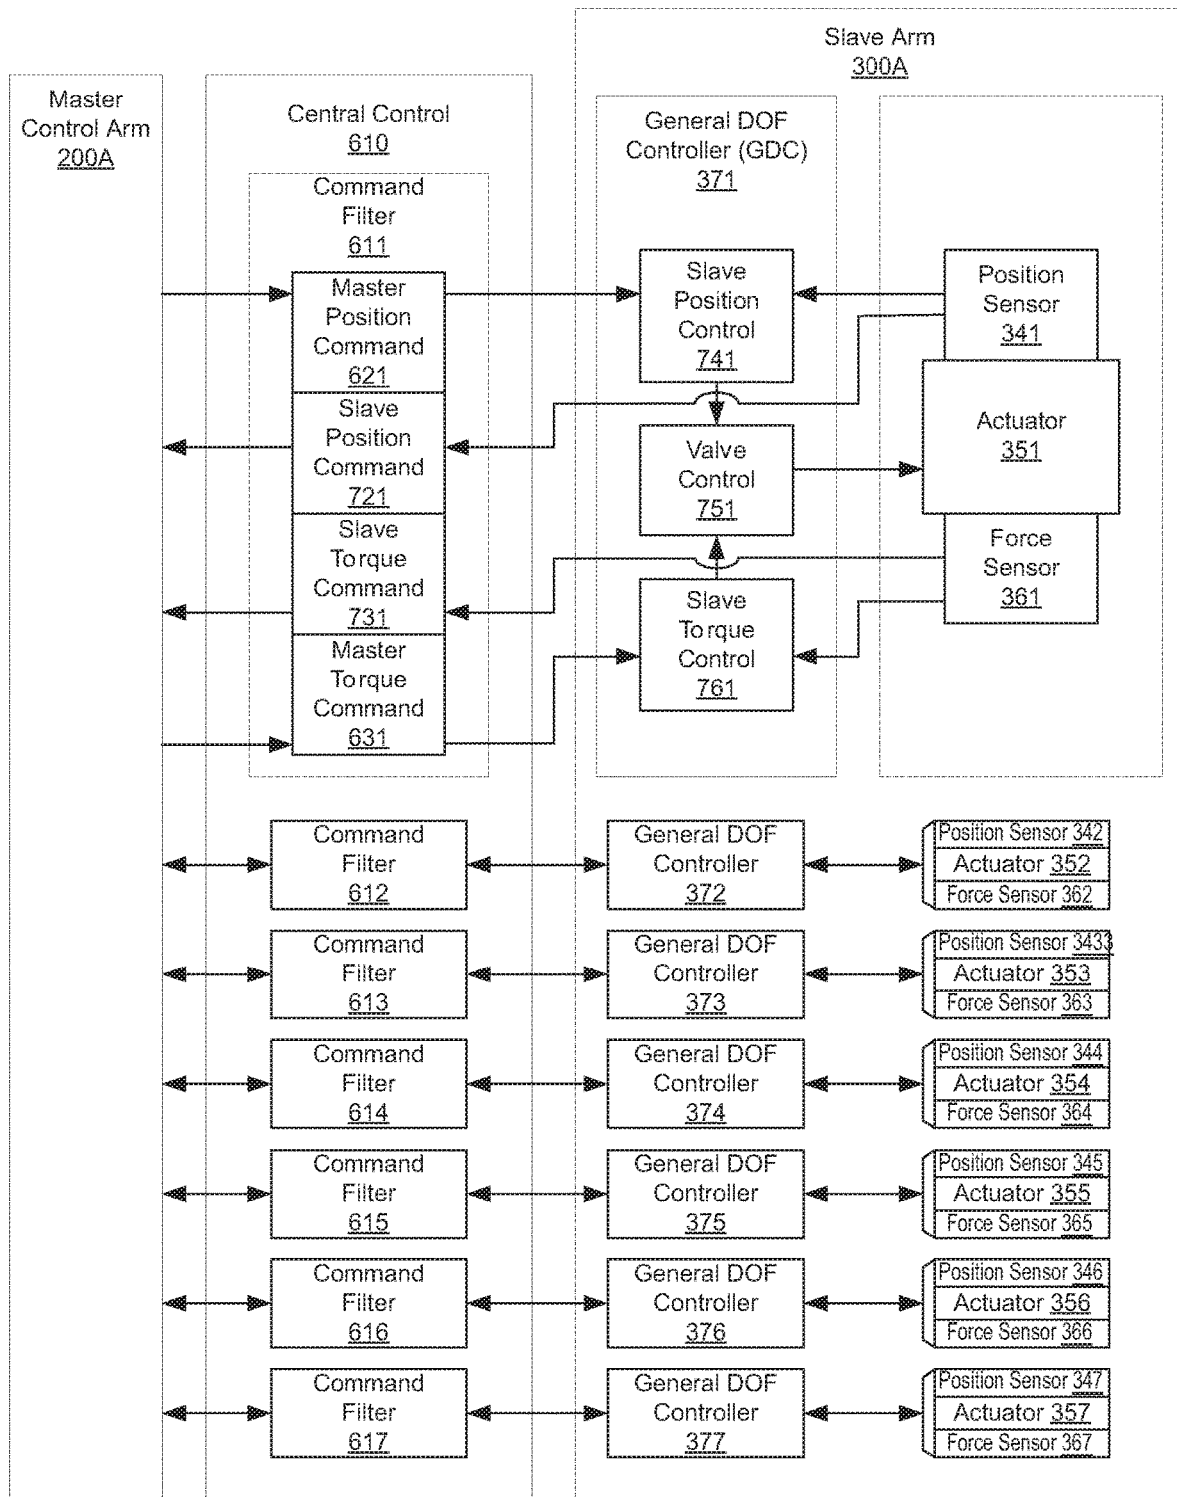 Slave Arm
300A
Master
Control Arm
200A
Central Control
610
General DOF
Controller (GDC)
371
Command
Filter
611
Master
Position
Command
621
Slave
Position
Command
721
Slave
Torque
Command
731
Master
Torque
Command
631
Slave
Position
Control
741
Valve
Control
751
Slave
Torque
Control
761
Position
Sensor
341
Actuator
351
Force
Sensor
361
Command
Filter
612
General DOF
Controller
372
Position Sensor 342
Actuator 352
Force Sensor 362
Command
Filter
613
General DOF
Controller
373
Position Sensor 3433
Actuator 353
Force Sensor 363
Command
Filter
614
General DOF
Controller
374
Position Sensor 344
Actuator 354
Force Sensor 364
Command
Filter
615
General DOF
Controller
375
Position Sensor 345
Actuator 355
Force Sensor 365
Command
Filter
616
General DOF
Controller
376
Position Sensor 346
Actuator 356
Force Sensor 366
Command
Filter
617
General DOF
Controller
377
Position Sensor 347
Actuator 357
Force Sensor 367